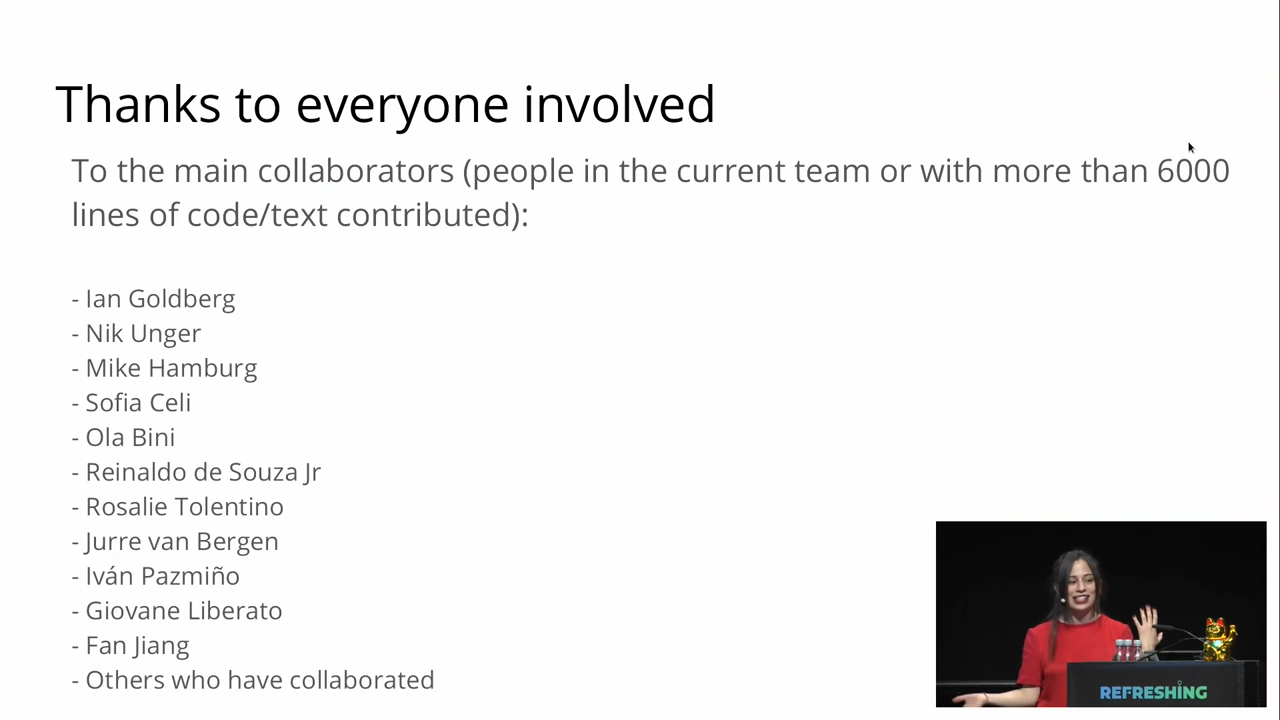 Thanks to everyone involved
To the main collaborators (people in the current team or with more than 6000
lines of code/text contributed):
- Ian Goldberg
- Nik Unger
- Mike Hamburg
- Sofia Celi
- Ola Bini
- Reinaldo de Souza Jr
- Rosalie Tolentino
- Jurre van Bergen
- Iván Pazmiño
- Giovane Liberato
- Fan Jiang
- Others who have collaborated
REFRESHING